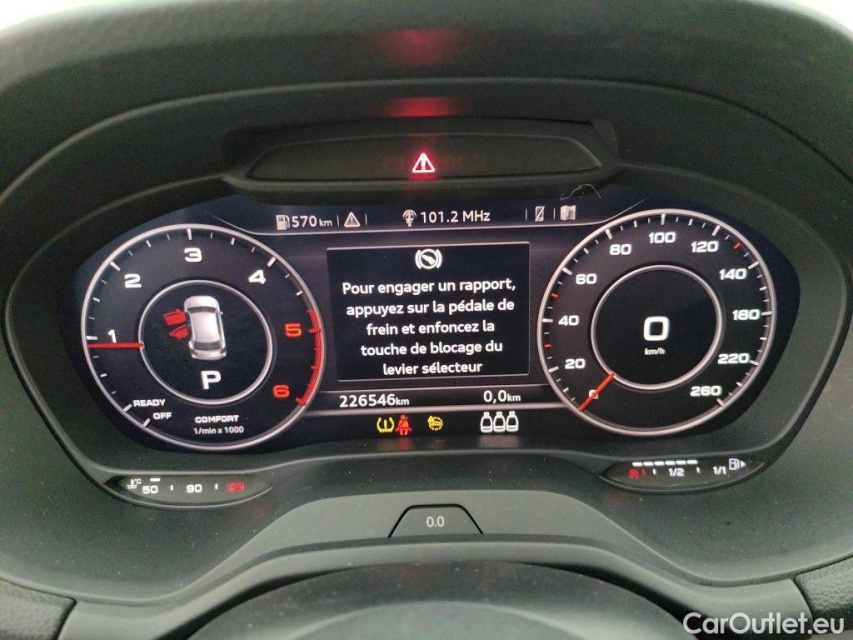 570 km
101.2 MHz
Pour engager un rapport,
appuyez sur la pédale de
frein et enfoncez la
touche de blocage du
levier sélecteur
1
2
3
4
5
6
P
READY
OFF
COMFORT
1/min x 1000
20
40
60
80
100
120
140
180
220
260
0
km/h
226546km
0,0km
°C
50
90
1/2
1/1
0.0
CarOutlet.eu